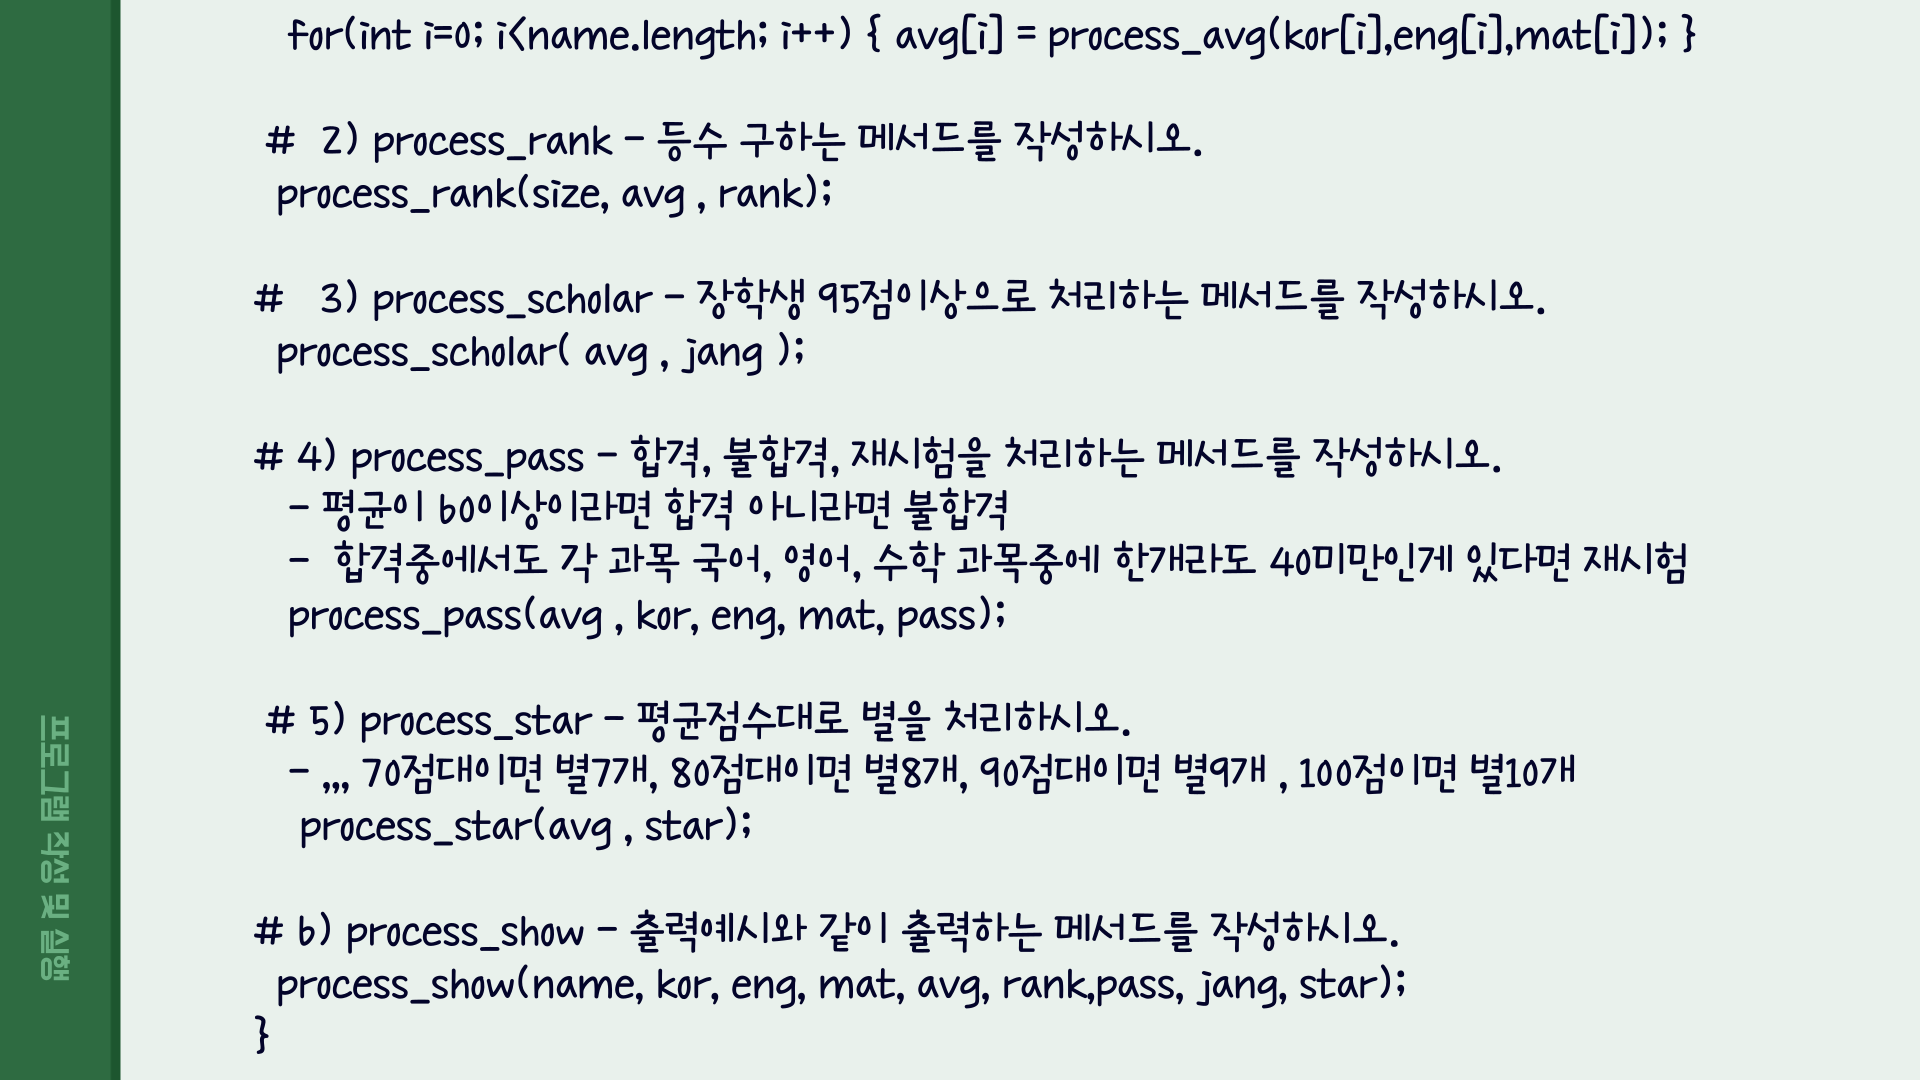 for(int i=0; i<name.length; i++) { avg[i] = process_avg(kor[i],eng[i],mat[i]); }
# 2) process_rank - 등수 구하는 메서드를 작성하시오.
process_rank(size, avg , rank);
# 3) process_scholar - 장학생 95점이상으로 처리하는 메서드를 작성하시오.
process_scholar( avg , jang );
# 4) process_pass - 합격, 불합격, 재시험을 처리하는 메서드를 작성하시오.
- 평균이 60이상이라면 합격 아니라면 불합격
- 합격중에서도 각 과목 국어, 영어, 수학 과목중에 한개라도 40미만인게 있다면 재시험
process_pass(avg , kor, eng, mat, pass);
# 5) process_star - 평균점수대로 별을 처리하시오.
- ,,, 70점대이면 별7개, 80점대이면 별8개, 90점대이면 별9개 , 100점이면 별10개
process_star(avg , star);
# 6) process_show - 출력예시와 같이 출력하는 메서드를 작성하시오.
process_show(name, kor, eng, mat, avg, rank,pass, jang, star);
}
프로그램 작성 및 실행